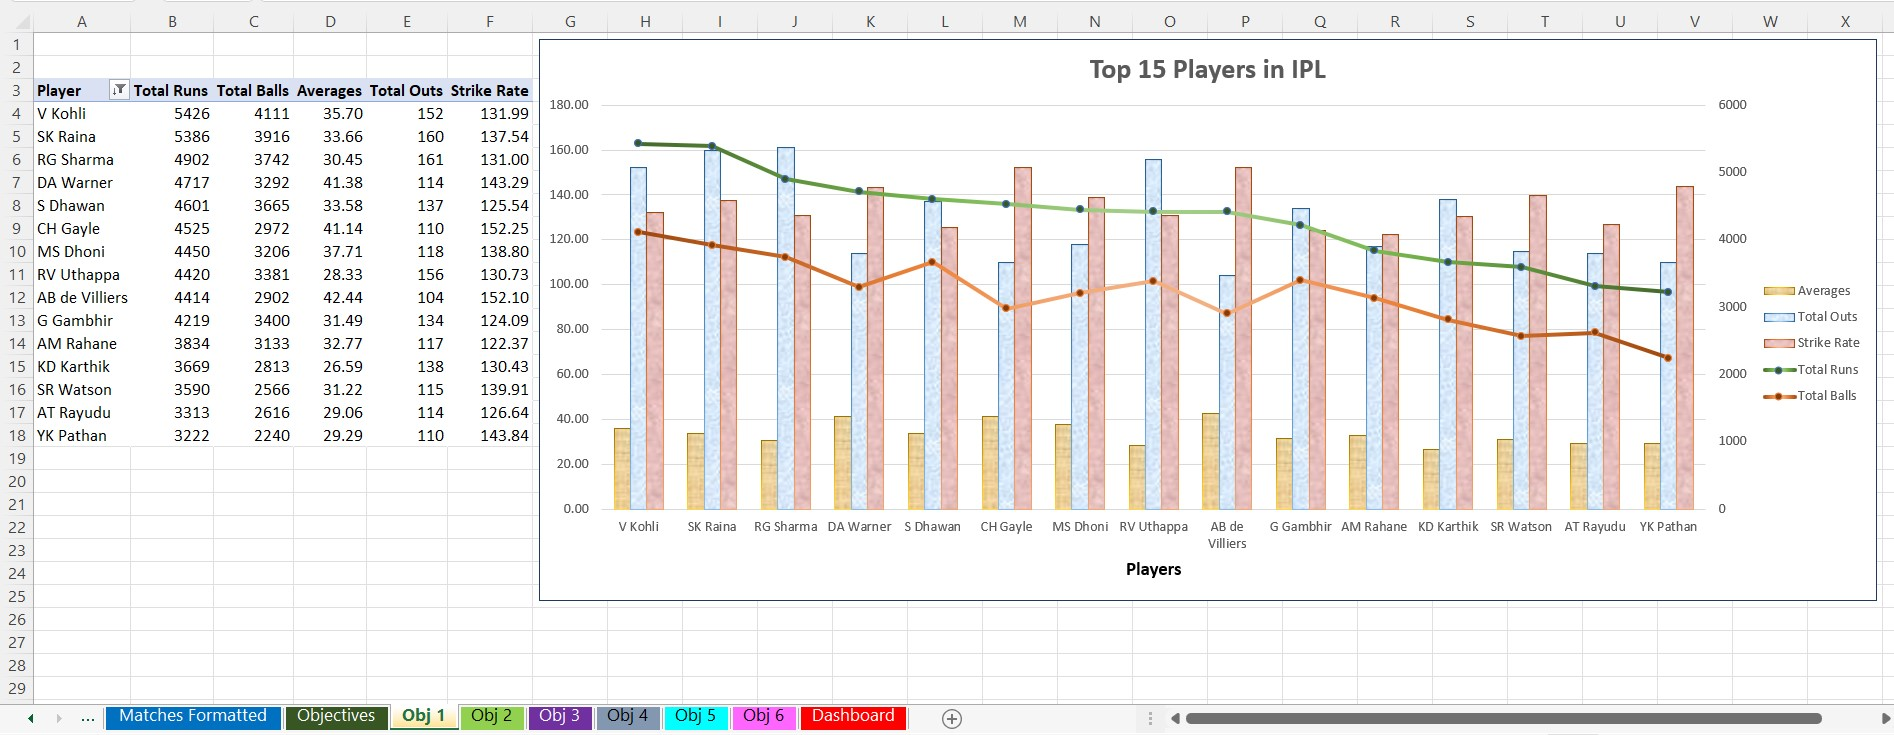 A B C D E F G H I J K L M N O P Q R S T U V W X
1
2
3 Player Total Runs Total Balls Averages Total Outs Strike Rate
4 V Kohli 5426 4111 35.70 152 131.99
5 SK Raina 5386 3916 33.66 160 137.54
6 RG Sharma 4902 3742 30.45 161 131.00
7 DA Warner 4717 3292 41.38 114 143.29
8 S Dhawan 4601 3665 33.58 137 125.54
9 CH Gayle 4525 2972 41.14 110 152.25
10 MS Dhoni 4450 3206 37.71 118 138.80
11 RV Uthappa 4420 3381 28.33 156 130.73
12 AB de Villiers 4414 2902 42.44 104 152.10
13 G Gambhir 4219 3400 31.49 134 124.09
14 AM Rahane 3834 3133 32.77 117 122.37
15 KD Karthik 3669 2813 26.59 138 130.43
16 SR Watson 3590 2566 31.22 115 139.91
17 AT Rayudu 3313 2616 29.06 114 126.64
18 YK Pathan 3222 2240 29.29 110 143.84
19
20
21
22
23
24
25
26
27
28
29
Top 15 Players in IPL
180.00
160.00
140.00
120.00
100.00
80.00
60.00
40.00
20.00
0.00
6000
5000
4000
3000
2000
1000
0
Averages
Total Outs
Strike Rate
Total Runs
Total Balls
V Kohli SK Raina RG Sharma DA Warner S Dhawan CH Gayle MS Dhoni RV Uthappa AB de G Gambhir AM Rahane KD Karthik SR Watson AT Rayudu YK Pathan
Villiers
Players
... Matches Formatted Objectives Obj 1 Obj 2 Obj 3 Obj 4 Obj 5 Obj 6 Dashboard